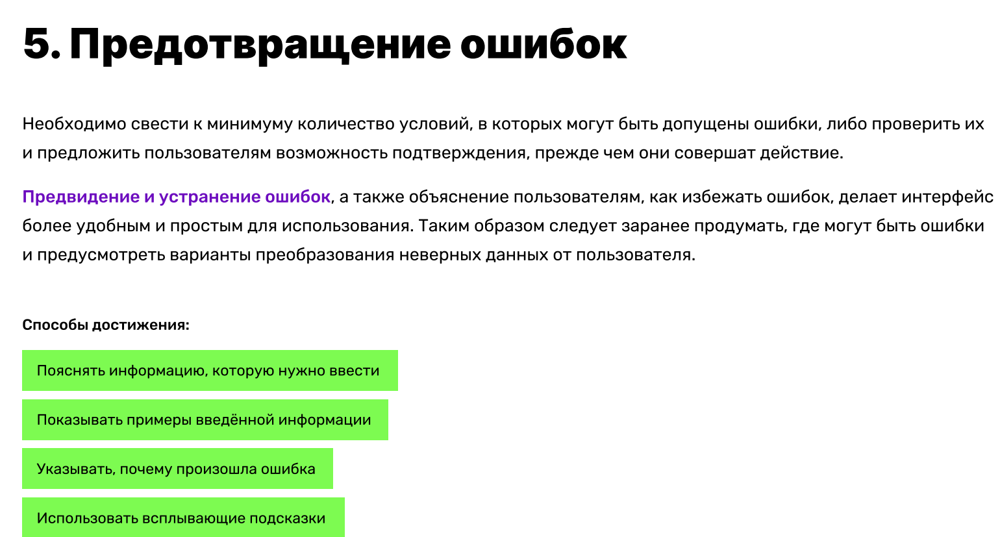 5. Предотвращение ошибок
Необходимо свести к минимуму количество условий, в которых могут быть допущены ошибки, либо проверить их
и предложить пользователям возможность подтверждения, прежде чем они совершат действие.
Предвидение и устранение ошибок, а также объяснение пользователям, как избежать ошибок, делает интерфейс
более удобным и простым для использования. Таким образом следует заранее продумать, где могут быть ошибки
и предусмотреть варианты преобразования неверных данных от пользователя.
Способы достижения:
Пояснять информацию, которую нужно ввести
Показывать примеры введённой информации
Указывать, почему произошла ошибка
Использовать всплывающие подсказки